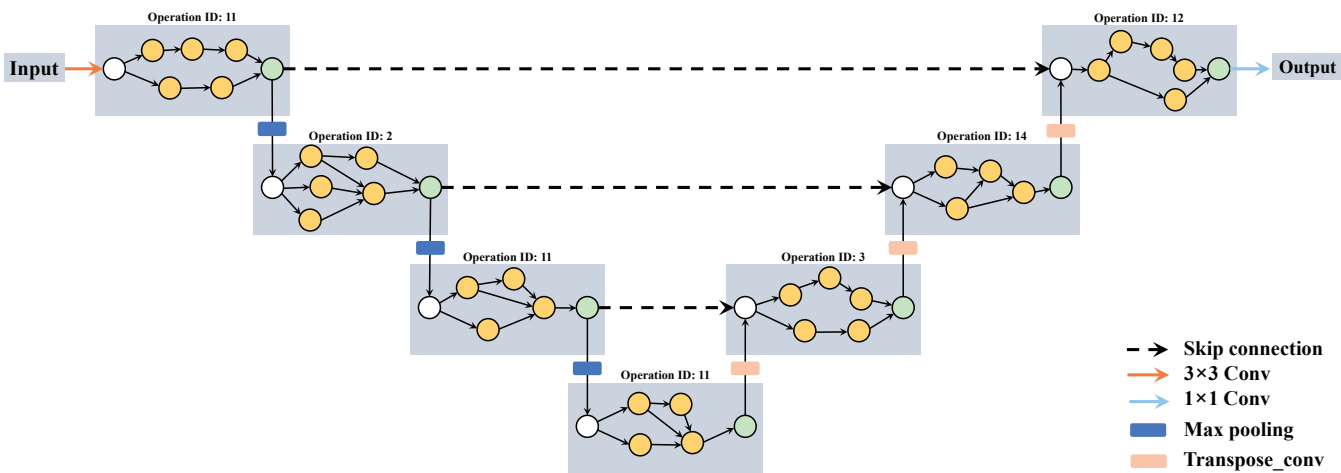 Operation ID: 11
Operation ID: 12
Input
Output
Operation ID: 2
Operation ID: 14
Operation ID: 11
Operation ID: 3
Operation ID: 11
Skip connection
3×3 Conv
1×1 Conv
Max pooling
Transpose_conv